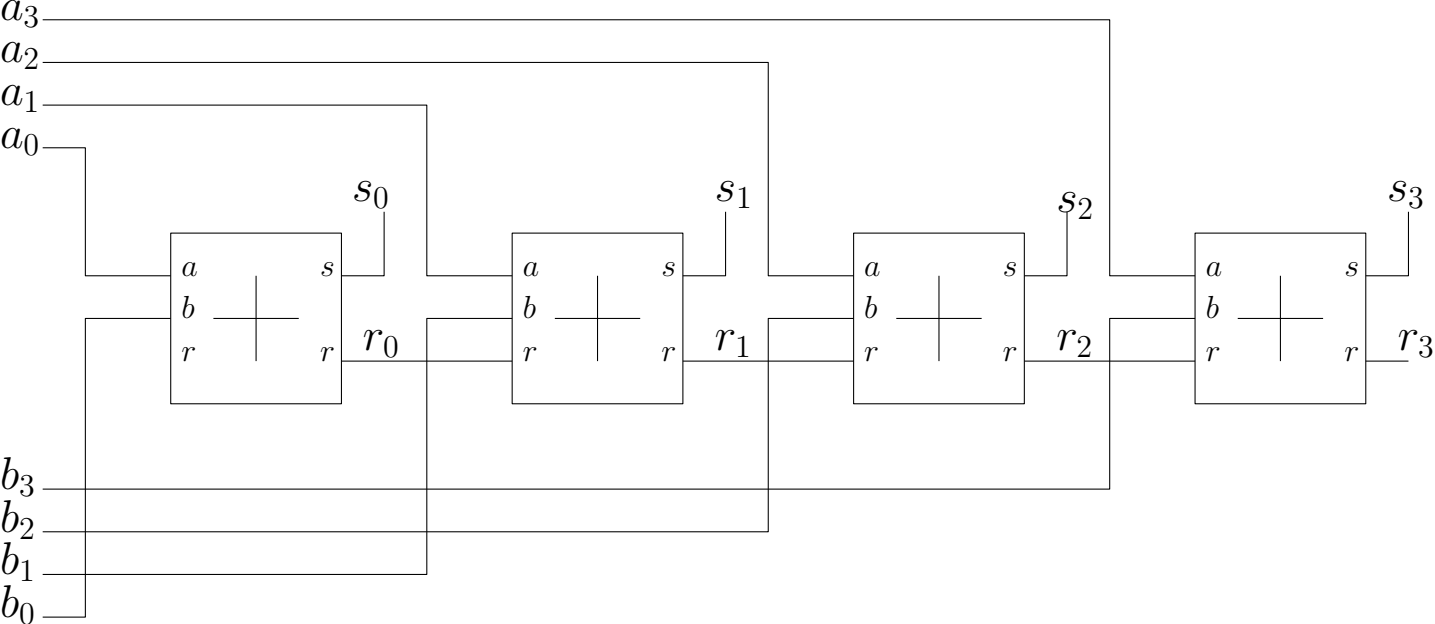 a₃
a₂
a₁
a₀
s₀ s₁ s₂ s₃
a s a s a s a s
b b b b
r r r₀ r r r₁ r r r₂ r r r₃
b₃
b₂
b₁
b₀